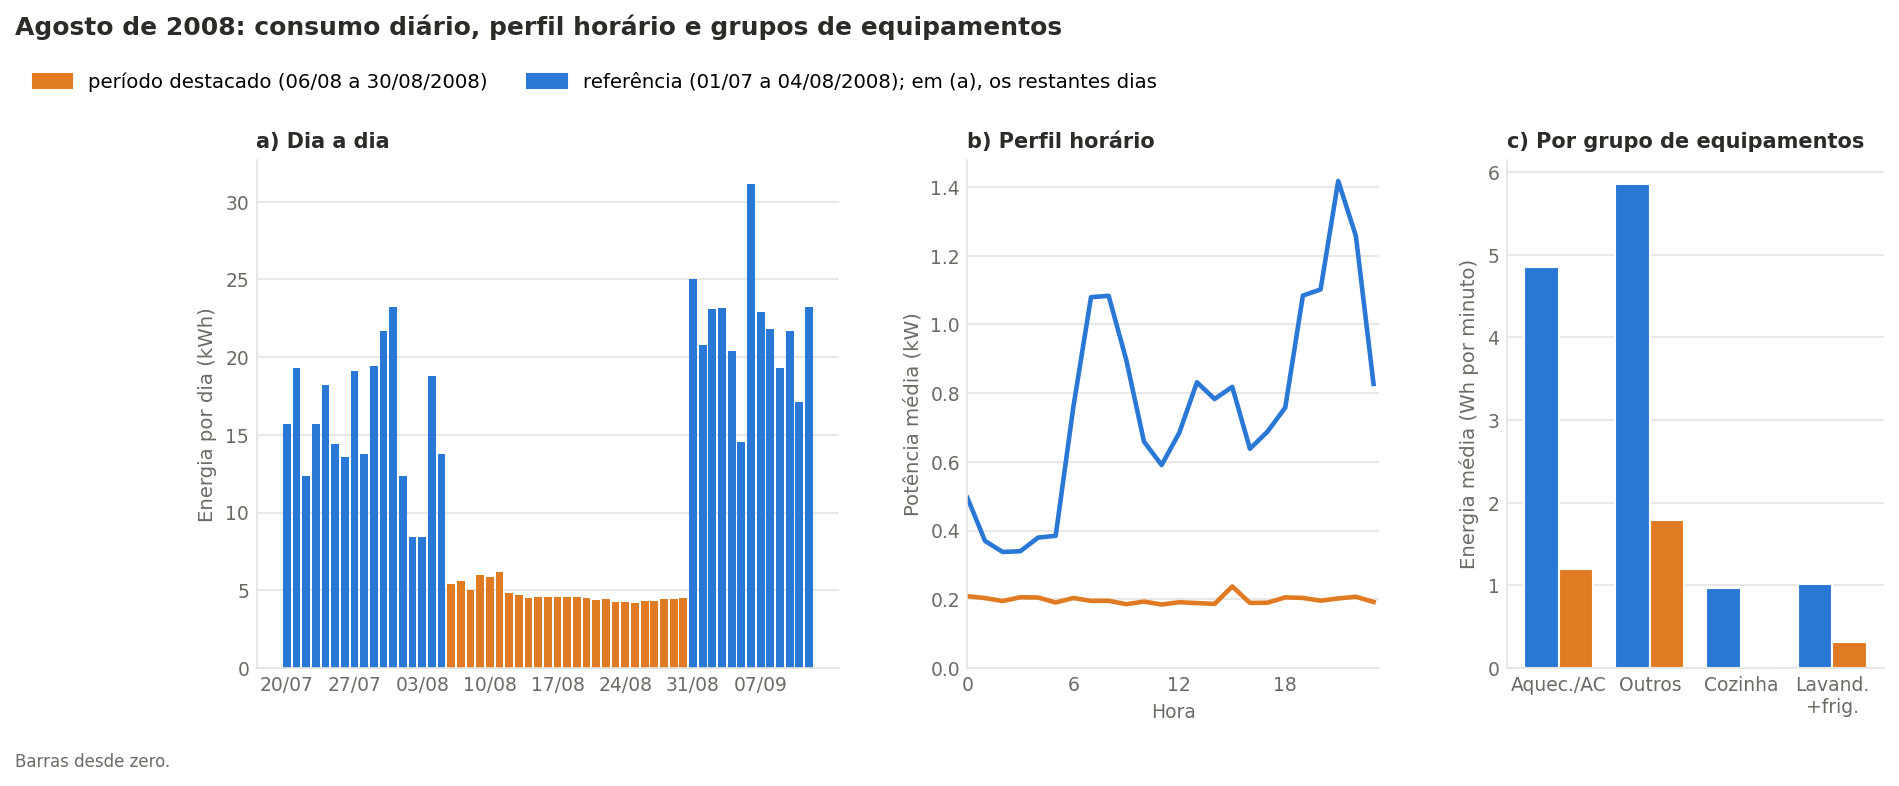 Agosto de 2008: consumo diário, perfil horário e grupos de equipamentos
período destacado (06/08 a 30/08/2008)
referência (01/07 a 04/08/2008); em (a), os restantes dias
a) Dia a dia
Energia por dia (kWh)
30
25
20
15
10
5
0
20/07 27/07 03/08 10/08 17/08 24/08 31/08 07/09
b) Perfil horário
Potência média (kW)
1.4
1.2
1.0
0.8
0.6
0.4
0.2
0.0
0 6 12 18
Hora
c) Por grupo de equipamentos
Energia média (Wh por minuto)
6
5
4
3
2
1
0
Aquec./AC Outros Cozinha Lavand.
+frig.
Barras desde zero.